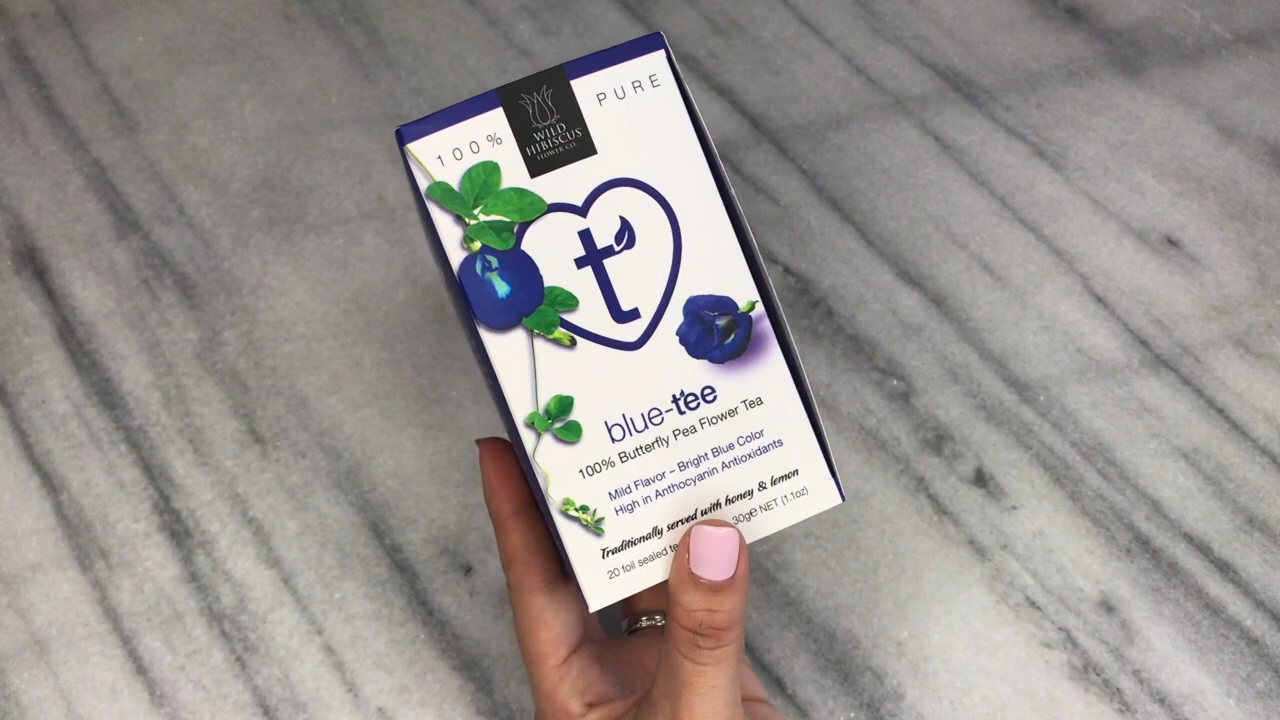 100% PURE
WILD
HIBISCUS
FLOWER CO.
t
blue-tee
100% Butterfly Pea Flower Tea
Mild Flavor – Bright Blue Color
High in Anthocyanin Antioxidants
Traditionally served with honey & lemon
20 foil sealed te 30g℮ NET (1.1oz)